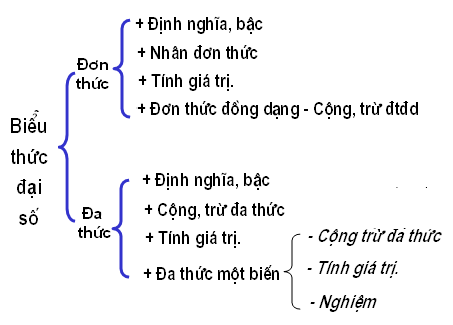 Biểu
thức
đại
số
Đơn
thức
+ Định nghĩa, bậc
+ Nhân đơn thức
+ Tính giá trị.
+ Đơn thức đồng dạng - Cộng, trừ đtđd
Đa
thức
+ Định nghĩa, bậc
+ Cộng, trừ đa thức
+ Tính giá trị.
+ Đa thức một biến
- Cộng trừ đa thức
- Tính giá trị.
- Nghiệm